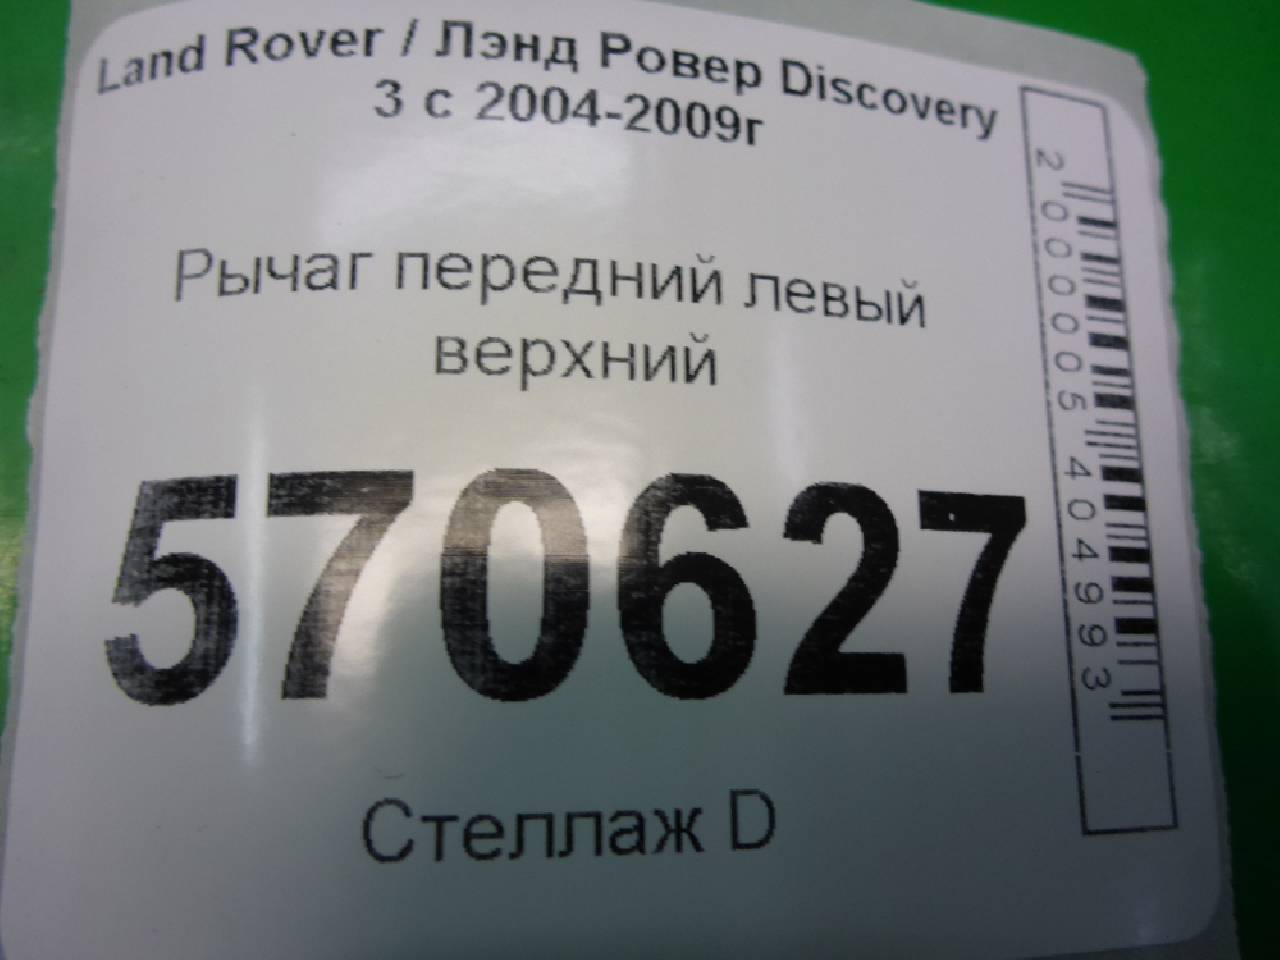 Land Rover / Лэнд Ровер Discovery
3 с 2004-2009г
Рычаг передний левый
верхний
570627
Стеллаж D
2000005404993